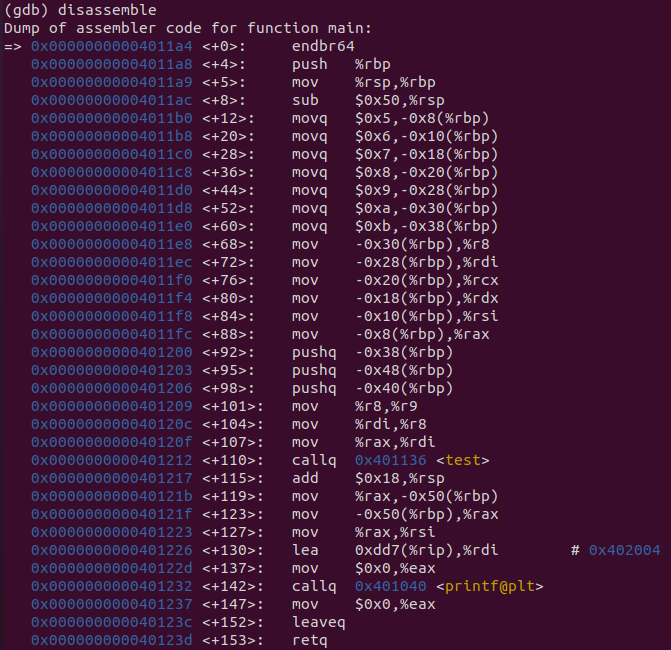 (gdb) disassemble
Dump of assembler code for function main:
=> 0x00000000004011a4 <+0>:     endbr64
   0x00000000004011a8 <+4>:     push   %rbp
   0x00000000004011a9 <+5>:     mov    %rsp,%rbp
   0x00000000004011ac <+8>:     sub    $0x50,%rsp
   0x00000000004011b0 <+12>:    movq   $0x5,-0x8(%rbp)
   0x00000000004011b8 <+20>:    movq   $0x6,-0x10(%rbp)
   0x00000000004011c0 <+28>:    movq   $0x7,-0x18(%rbp)
   0x00000000004011c8 <+36>:    movq   $0x8,-0x20(%rbp)
   0x00000000004011d0 <+44>:    movq   $0x9,-0x28(%rbp)
   0x00000000004011d8 <+52>:    movq   $0xa,-0x30(%rbp)
   0x00000000004011e0 <+60>:    movq   $0xb,-0x38(%rbp)
   0x00000000004011e8 <+68>:    mov    -0x30(%rbp),%r8
   0x00000000004011ec <+72>:    mov    -0x28(%rbp),%rdi
   0x00000000004011f0 <+76>:    mov    -0x20(%rbp),%rcx
   0x00000000004011f4 <+80>:    mov    -0x18(%rbp),%rdx
   0x00000000004011f8 <+84>:    mov    -0x10(%rbp),%rsi
   0x00000000004011fc <+88>:    mov    -0x8(%rbp),%rax
   0x0000000000401200 <+92>:    pushq  -0x38(%rbp)
   0x0000000000401203 <+95>:    pushq  -0x48(%rbp)
   0x0000000000401206 <+98>:    pushq  -0x40(%rbp)
   0x0000000000401209 <+101>:   mov    %r8,%r9
   0x000000000040120c <+104>:   mov    %rdi,%r8
   0x000000000040120f <+107>:   mov    %rax,%rdi
   0x0000000000401212 <+110>:   callq  0x401136 <test>
   0x0000000000401217 <+115>:   add    $0x18,%rsp
   0x000000000040121b <+119>:   mov    %rax,-0x50(%rbp)
   0x000000000040121f <+123>:   mov    -0x50(%rbp),%rax
   0x0000000000401223 <+127>:   mov    %rax,%rsi
   0x0000000000401226 <+130>:   lea    0xdd7(%rip),%rdi        # 0x402004
   0x000000000040122d <+137>:   mov    $0x0,%eax
   0x0000000000401232 <+142>:   callq  0x401040 <printf@plt>
   0x0000000000401237 <+147>:   mov    $0x0,%eax
   0x000000000040123c <+152>:   leaveq
   0x000000000040123d <+153>:   retq